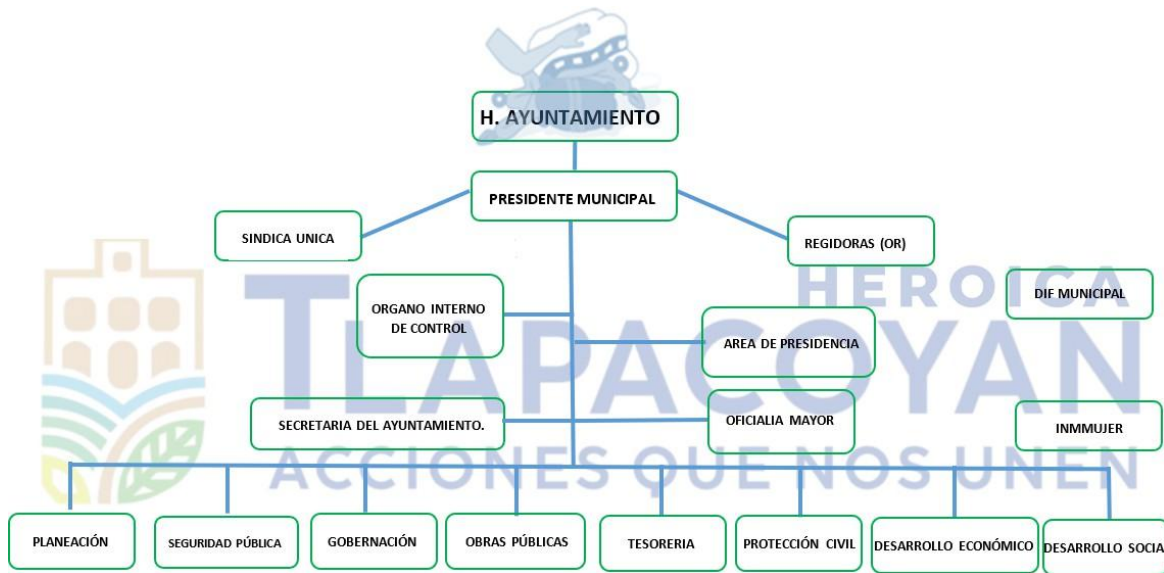 H. AYUNTAMIENTO
PRESIDENTE MUNICIPAL
SINDICA UNICA
REGIDORAS (OR)
HEROICA
DIF MUNICIPAL
ORGANO INTERNO
DE CONTROL
AREA DE PRESIDENCIA
TLAPACOYAN
SECRETARIA DEL AYUNTAMIENTO.
OFICIALIA MAYOR
INMMUJER
ACCIONES QUE NOS UNEN
PLANEACIÓN
SEGURIDAD PÚBLICA
GOBERNACIÓN
OBRAS PÚBLICAS
TESORERIA
PROTECCIÓN CIVIL
DESARROLLO ECONÓMICO
DESARROLLO SOCIA